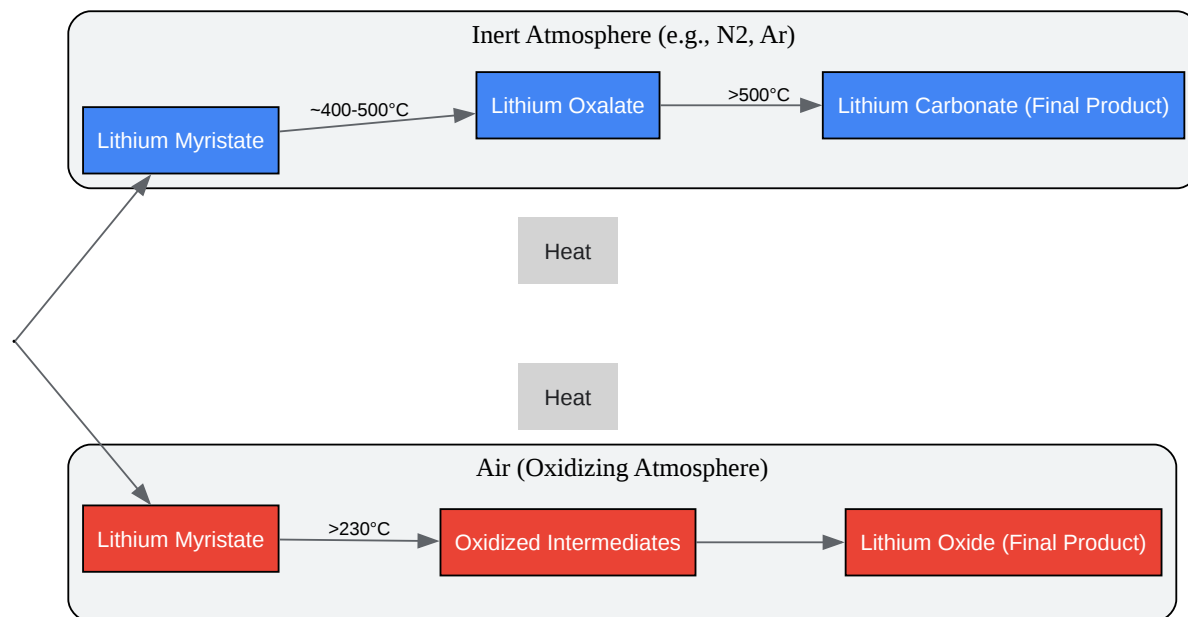 Inert Atmosphere (e.g., N2, Ar)
Lithium Myristate
~400-500°C
Lithium Oxalate
>500°C
Lithium Carbonate (Final Product)
Heat
Heat
Air (Oxidizing Atmosphere)
Lithium Myristate
>230°C
Oxidized Intermediates
Lithium Oxide (Final Product)